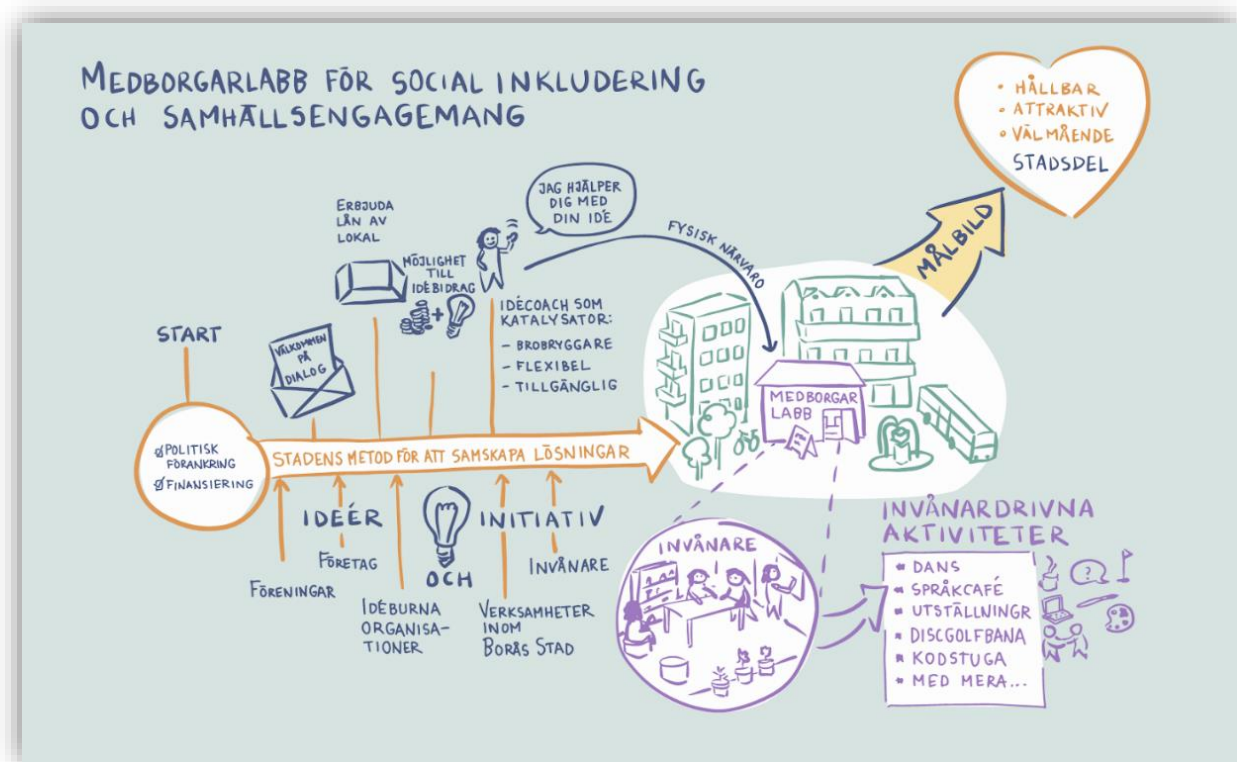 MEDBORGARLABB FÖR SOCIAL INKLUDERING
OCH SAMHÄLLSENGAGEMANG
• HÅLLBAR
• ATTRAKTIV
• VÄLMÅENDE
STADSDEL
MÅLBILD
START
VÄLKOMMEN
PÅ
DIALOG
ERBJUDA
LÅN AV
LOKAL
MÖJLIGHET
TILL
IDÉBIDRAG
+
JAG HJÄLPER
DIG MED
DIN IDÉ
IDÉCOACH SOM
KATALYSATOR:
- BROBRYGGARE
- FLEXIBEL
- TILLGÄNGLIG
FYSISK NÄRVARO
MEDBORGAR
LABB
POLITISK
FÖRANKRING
FINANSIERING
STADENS METOD FÖR ATT SAMSKAPA LÖSNINGAR
IDEÉR
OCH
INITIATIV
FÖRENINGAR
FÖRETAG
IDÉBURNA
ORGANISA-
TIONER
VERKSAMHETER
INOM
BORÅS STAD
INVÅNARE
INVÅNARE
INVÅNARDRIVNA
AKTIVITETER
* DANS
* SPRÅKCAFÉ
* UTSTÄLLNINGR
* DISCGOLFBANA
* KODSTUGA
* MED MERA...
?